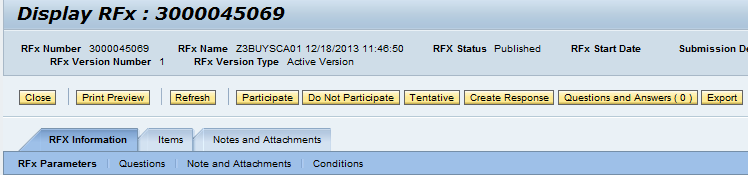 Display RFx : 3000045069
RFx Number 3000045069 RFx Name Z3BUYSCA01 12/18/2013 11:46:50 RFX Status Published RFx Start Date Submission De
RFx Version Number 1 RFx Version Type Active Version
Close Print Preview Refresh Participate Do Not Participate Tentative Create Response Questions and Answers ( 0 ) Export
RFX Information Items Notes and Attachments
RFx Parameters Questions Note and Attachments Conditions